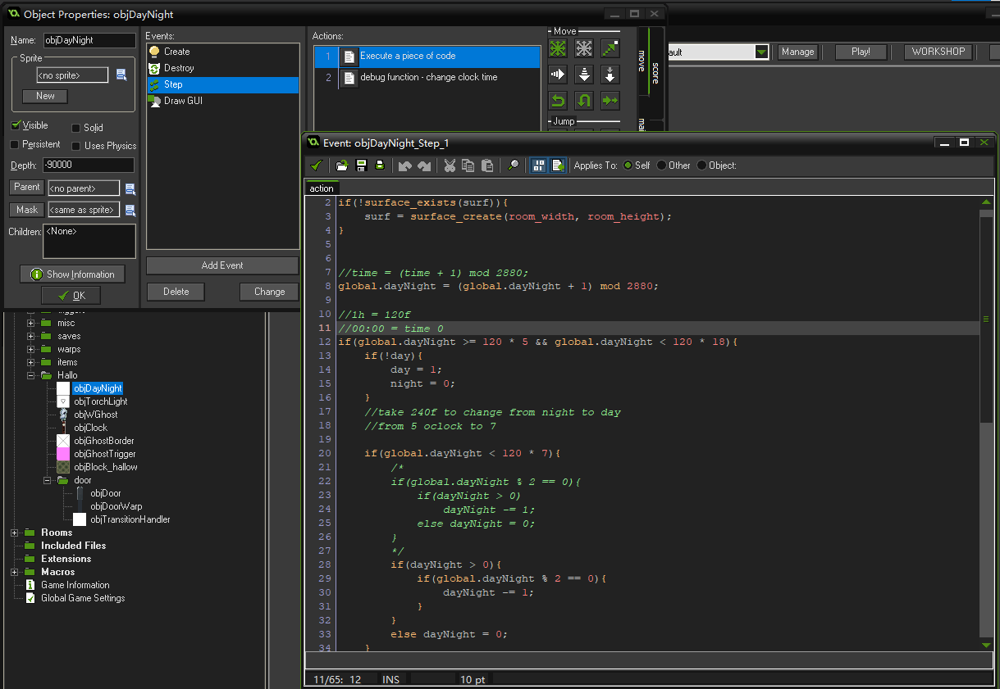 Object Properties: objDayNight
Name: objDayNight
Sprite
<no sprite>
New
Visible
Solid
Persistent
Uses Physics
Depth: -90000
Parent <no parent>
Mask <same as sprite>
Children: <None>
Show Information
OK
Events:
Create
Destroy
Step
Draw GUI
Add Event
Delete
Change
Actions:
1 Execute a piece of code
2 debug function - change clock time
Move
Jump
move
score
ault
Manage
Play!
WORKSHOP
misc
saves
warps
items
Hallo
objDayNight
objTorchLight
objWGhost
objClock
objGhostBorder
objGhostTrigger
objBlock_hallow
door
objDoor
objDoorWarp
objTransitionHandler
Rooms
Included Files
Extensions
Macros
Game Information
Global Game Settings
Event: objDayNight_Step_1
Applies To: Self Other Object:
action
2 if(!surface_exists(surf)){
3 surf = surface_create(room_width, room_height);
4 }
5
6
7 //time = (time + 1) mod 2880;
8 global.dayNight = (global.dayNight + 1) mod 2880;
9
10 //1h = 120f
11 //00:00 = time 0
12 if(global.dayNight >= 120 * 5 && global.dayNight < 120 * 18){
13 if(!day){
14 day = 1;
15 night = 0;
16 }
17 //take 240f to change from night to day
18 //from 5 oclock to 7
19
20 if(global.dayNight < 120 * 7){
21 /*
22 if(global.dayNight % 2 == 0){
23 if(dayNight > 0)
24 dayNight -= 1;
25 else dayNight = 0;
26 }
27 */
28 if(dayNight > 0){
29 if(global.dayNight % 2 == 0){
30 dayNight -= 1;
31 }
32 }
33 else dayNight = 0;
34 }
11/65: 12 INS 10 pt